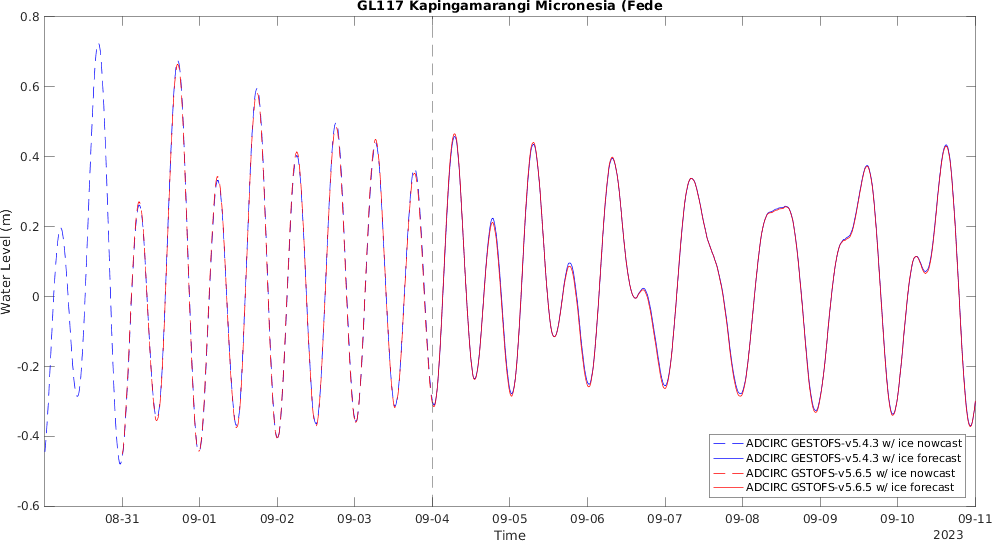 GL117 Kapingamarangi Micronesia (Fede
0.8
0.6
0.4
0.2
0
-0.2
-0.4
-0.6
Water Level (m)
08-31 09-01 09-02 09-03 09-04 09-05 09-06 09-07 09-08 09-09 09-10 09-11
Time
2023
ADCIRC GESTOFS-v5.4.3 w/ ice nowcast
ADCIRC GESTOFS-v5.4.3 w/ ice forecast
ADCIRC GSTOFS-v5.6.5 w/ ice nowcast
ADCIRC GSTOFS-v5.6.5 w/ ice forecast